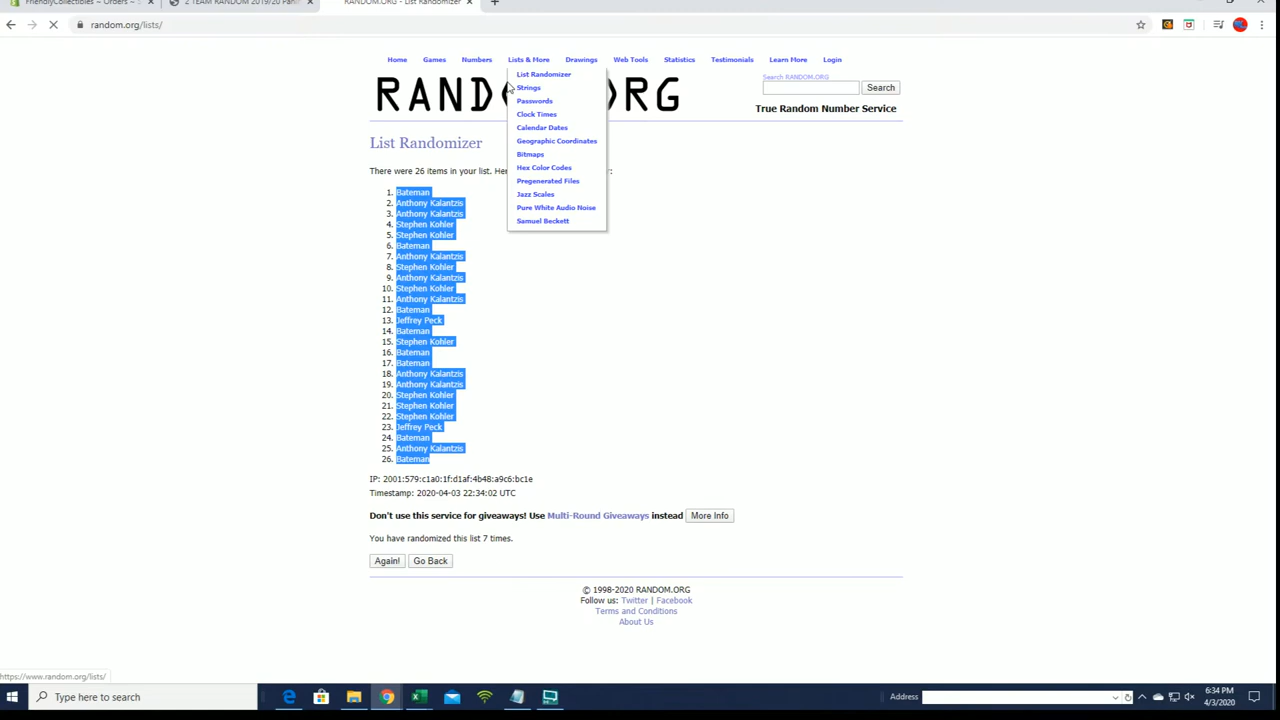 FriendlyCollectibles – Orders –
2 TEAM RANDOM 2019/20 Panini
RANDOM.ORG - List Randomizer
random.org/lists/
Home Games Numbers Lists & More Drawings Web Tools Statistics Testimonials Learn More Login
List Randomizer
Strings
Passwords
Clock Times
Calendar Dates
Geographic Coordinates
Bitmaps
Hex Color Codes
Pregenerated Files
Jazz Scales
Pure White Audio Noise
Samuel Beckett
Search RANDOM.ORG
Search
True Random Number Service
List Randomizer
There were 26 items in your list.
1. Bateman
2. Anthony Kalantzis
3. Anthony Kalantzis
4. Stephen Kohler
5. Stephen Kohler
6. Bateman
7. Anthony Kalantzis
8. Stephen Kohler
9. Anthony Kalantzis
10. Stephen Kohler
11. Anthony Kalantzis
12. Bateman
13. Jeffrey Peck
14. Bateman
15. Stephen Kohler
16. Bateman
17. Bateman
18. Anthony Kalantzis
19. Anthony Kalantzis
20. Stephen Kohler
21. Stephen Kohler
22. Stephen Kohler
23. Jeffrey Peck
24. Bateman
25. Anthony Kalantzis
26. Bateman
IP: 2001:579:c1a0:1f:d1af:4b48:a9c6:bc1e
Timestamp: 2020-04-03 22:34:02 UTC
Don't use this service for giveaways! Use Multi-Round Giveaways instead More Info
You have randomized this list 7 times.
Again! Go Back
© 1998-2020 RANDOM.ORG
Follow us: Twitter | Facebook
Terms and Conditions
About Us
https://www.random.org/lists/
Type here to search
Address
6:34 PM
4/3/2020